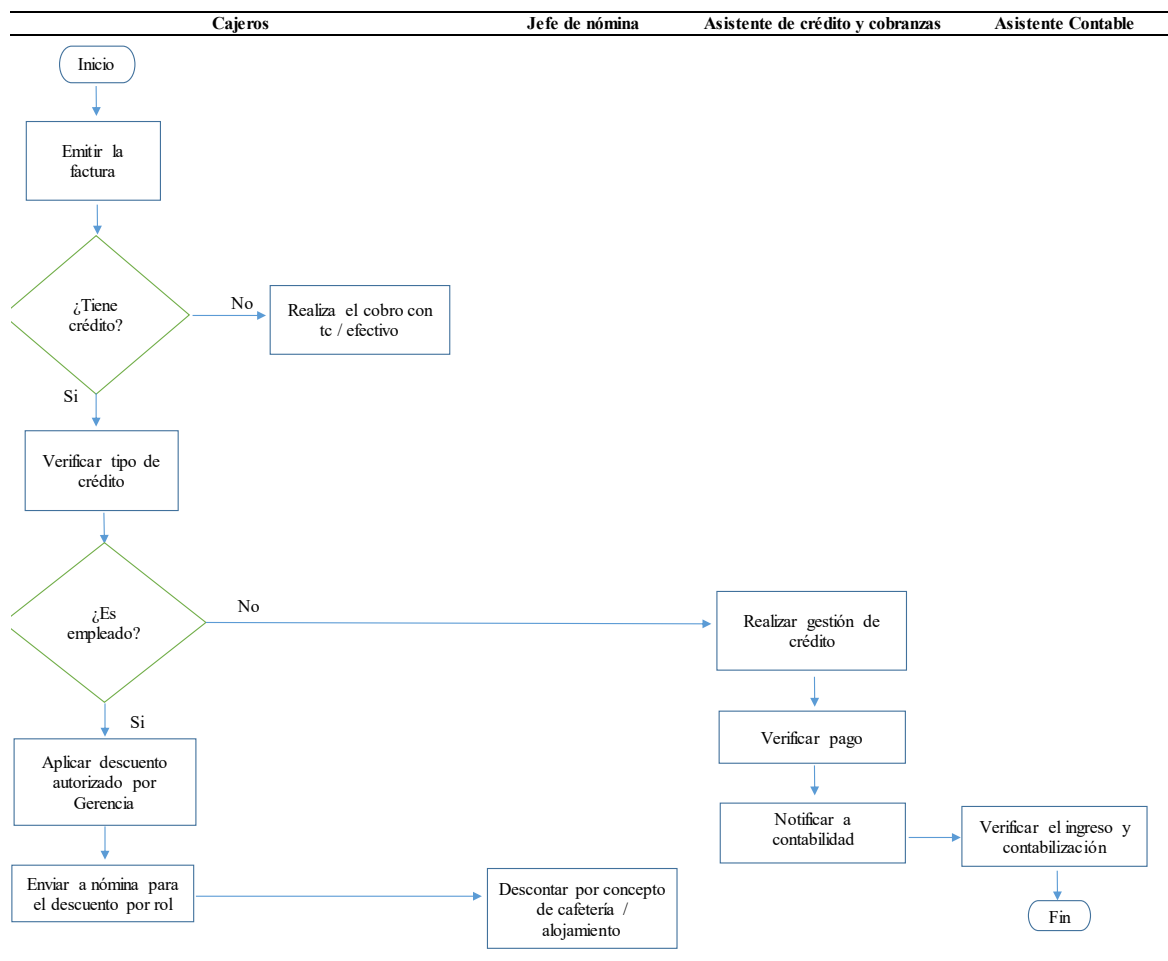 Cajeros
Jefe de nómina
Asistente de crédito y cobranzas
Asistente Contable
Inicio
Emitir la
factura
¿Tiene
crédito?
No
Realiza el cobro con
tc / efectivo
Si
Verificar tipo de
crédito
¿Es
empleado?
No
Realizar gestión de
crédito
Si
Verificar pago
Aplicar descuento
autorizado por
Gerencia
Notificar a
contabilidad
Verificar el ingreso y
contabilización
Enviar a nómina para
el descuento por rol
Descontar por concepto
de cafetería /
alojamiento
Fin